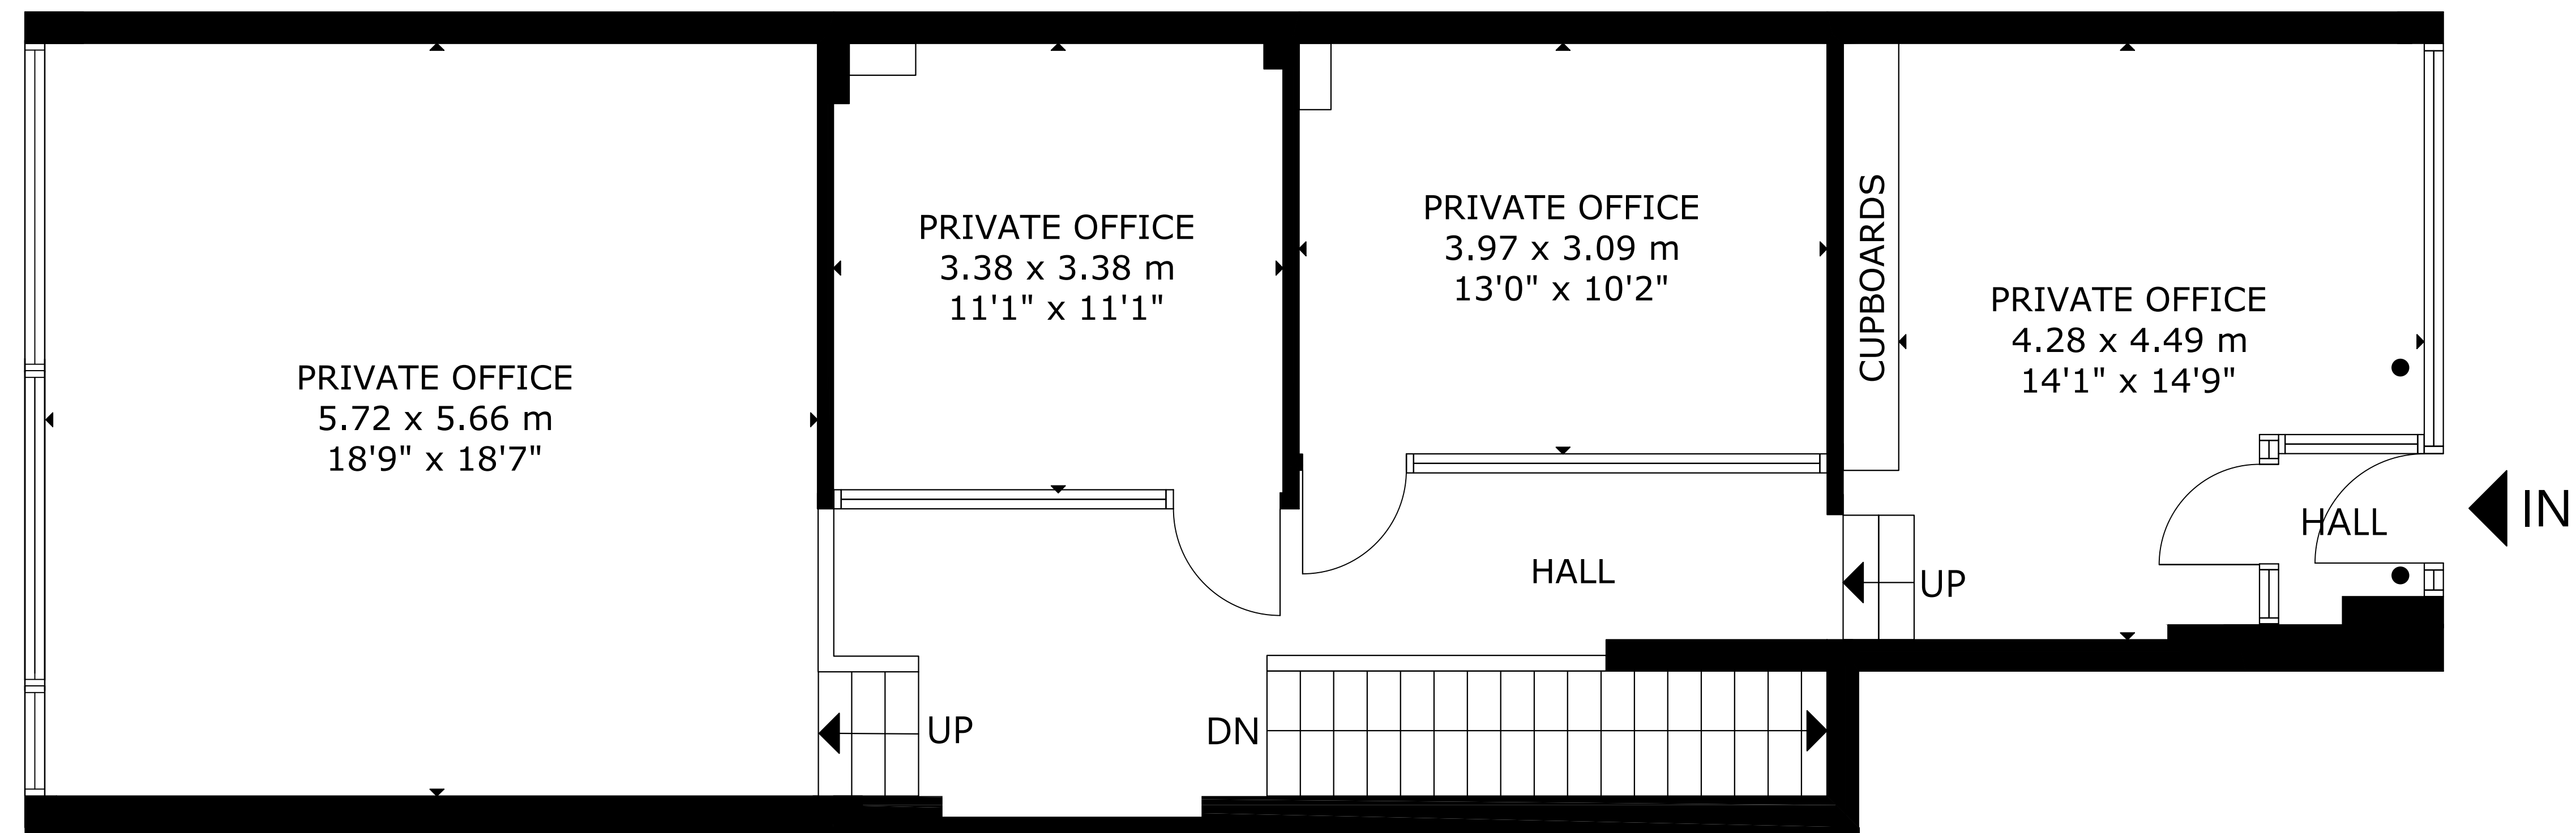 PRIVATE OFFICE
5.72 x 5.66 m
18'9" x 18'7"
PRIVATE OFFICE
3.38 x 3.38 m
11'1" x 11'1"
PRIVATE OFFICE
3.97 x 3.09 m
13'0" x 10'2"
CUPBOARDS
PRIVATE OFFICE
4.28 x 4.49 m
14'1" x 14'9"
HALL
IN
HALL
UP
UP
DN